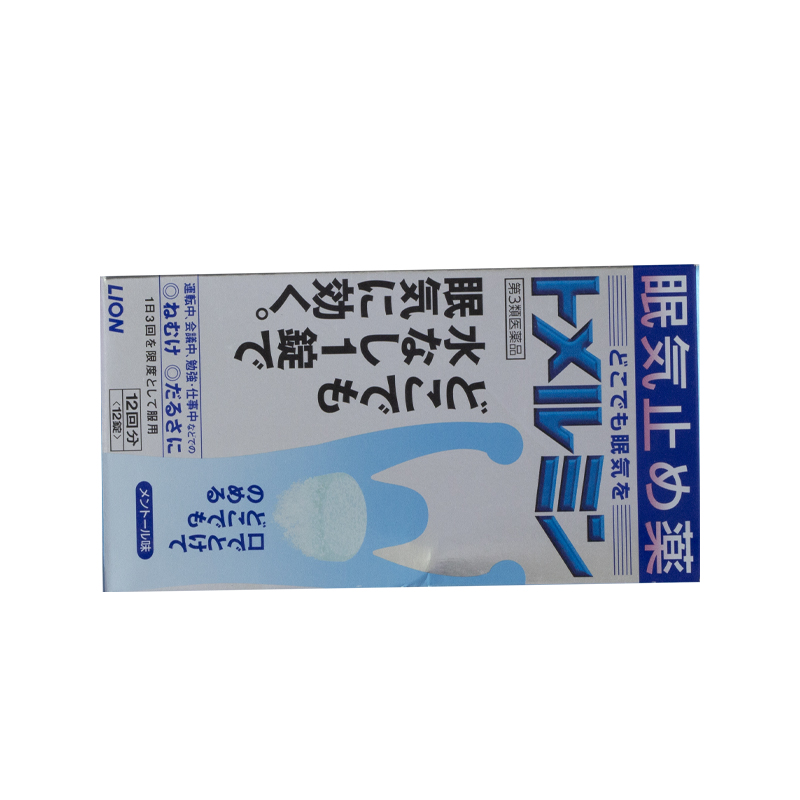 眠気止め薬
どこでも眠気を
トメルミン
第3類医薬品
どこでも
水なし1錠で
眠気に効く。
口でとけて
どこでも
のめる
メントール味
運転中、会議中、勉強・仕事中などでの
◎ねむけ ◎だるさに
1日3回を限度として服用
12回分
〈12錠〉
LION